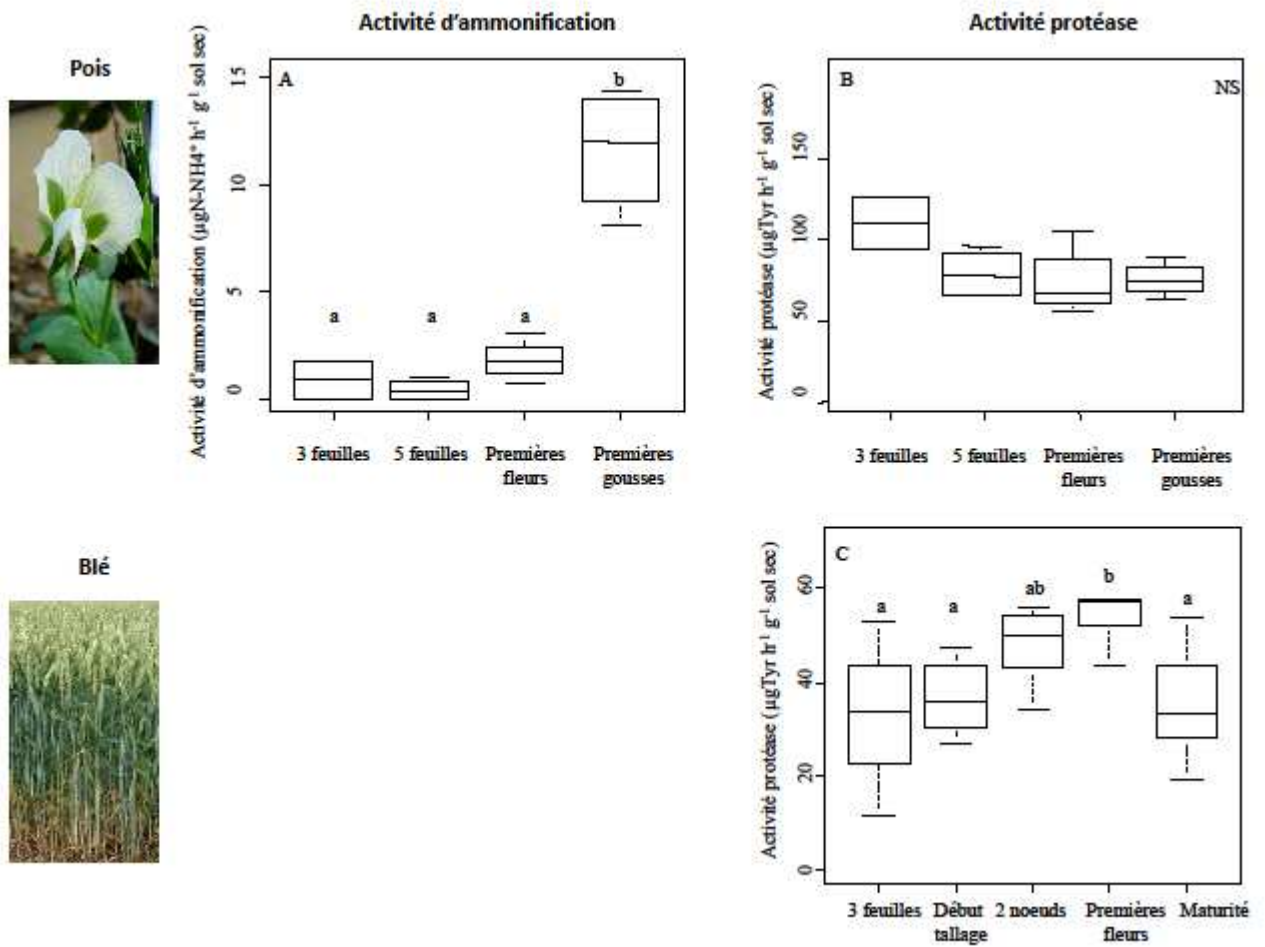 Activité d'ammonification
Activité protéase
Pois
Activité d'ammonification (µgN-NH4⁺ h⁻¹ g⁻¹ sol sec)
15
10
5
0
A
a
a
a
b
3 feuilles
5 feuilles
Premières
fleurs
Premières
gousses
Activité protéase (µgTyr h⁻¹ g⁻¹ sol sec)
150
100
50
0
B
NS
3 feuilles
5 feuilles
Premières
fleurs
Premières
gousses
Blé
Activité protéase (µgTyr h⁻¹ g⁻¹ sol sec)
60
40
20
0
C
a
a
ab
b
a
3 feuilles
Début
tallage
2 noeuds
Premières
fleurs
Maturité